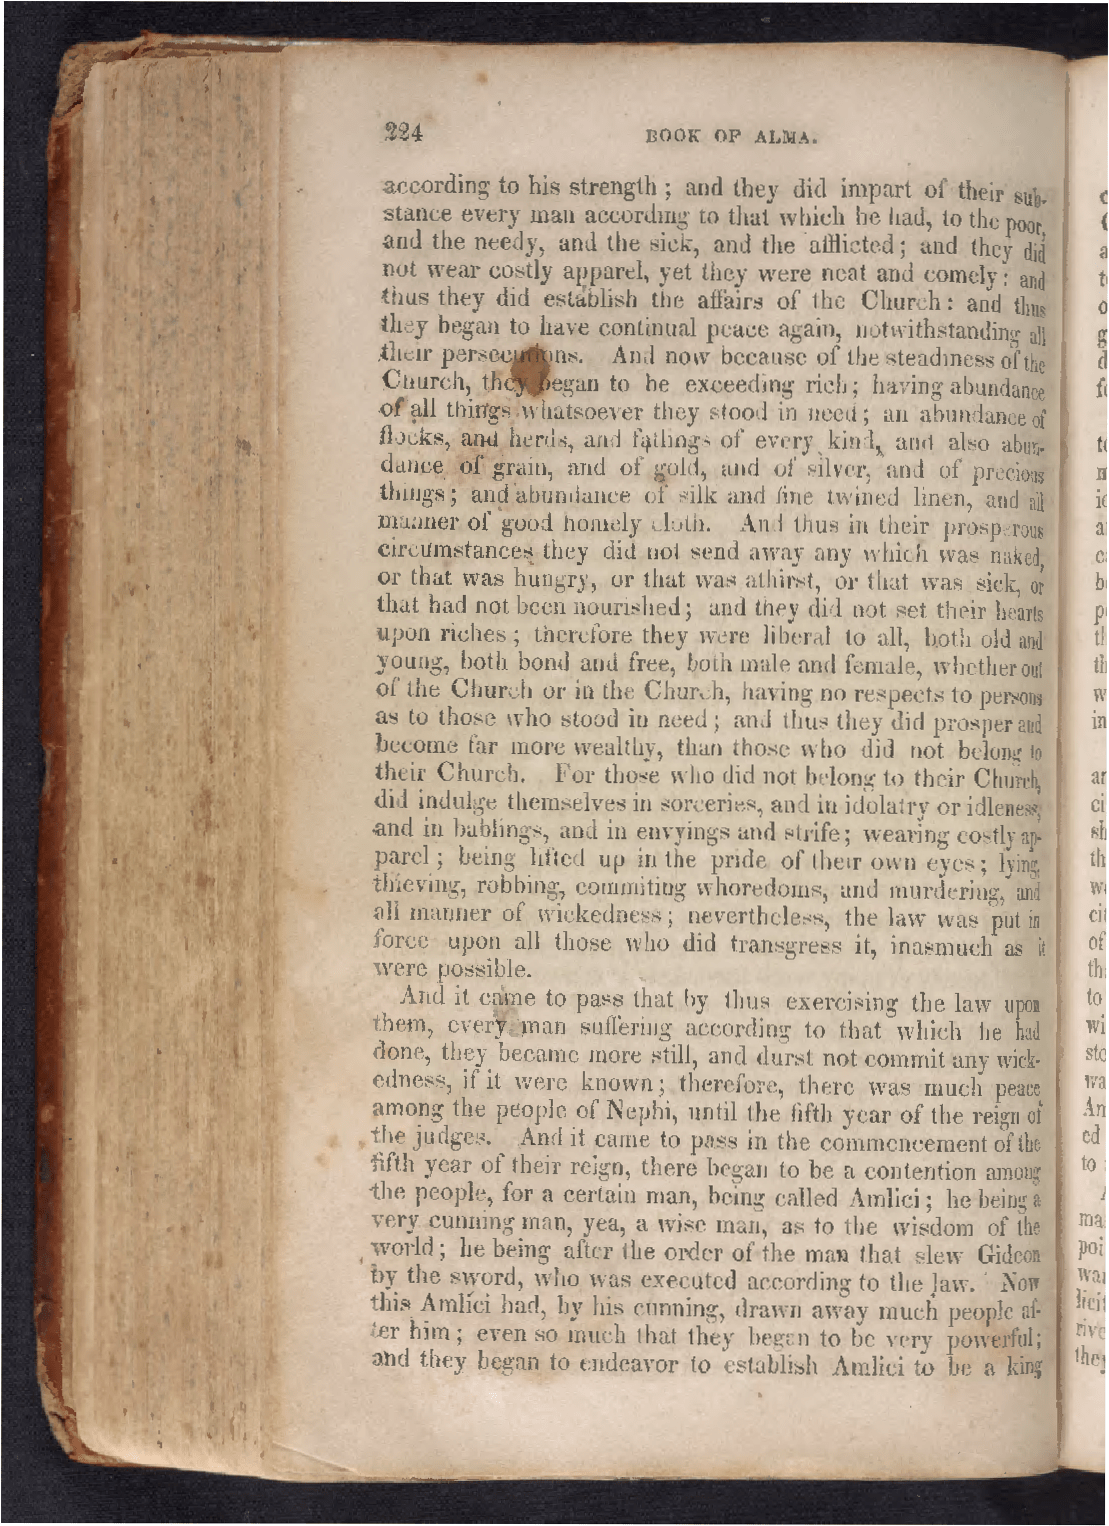 224 BOOK OF ALMA.
according to his strength ; and they did impart of their sub-
stance every man according to that which he had, to the poor,
and the needy, and the sick, and the afflicted ; and they did
not wear costly apparel, yet they were neat and comely : and
thus they did establish the affairs of the Church : and thus
they began to have continual peace again, notwithstanding all
their persecutions. And now because of the steadiness of the
Church, they began to be exceeding rich ; having abundance
of all things whatsoever they stood in need ; an abundance of
flocks, and herds, and fatlings of every kind, and also abun-
dance of grain, and of gold, and of silver, and of precious
things ; and abundance of silk and fine twined linen, and all
manner of good homely cloth. And thus in their prosperous
circumstances they did not send away any which was naked,
or that was hungry, or that was athirst, or that was sick, or
that had not been nourished ; and they did not set their hearts
upon riches ; therefore they were liberal to all, both old and
young, both bond and free, both male and female, whether out
of the Church or in the Church, having no respects to persons
as to those who stood in need ; and thus they did prosper and
become far more wealthy, than those who did not belong to
their Church. For those who did not belong to their Church,
did indulge themselves in sorceries, and in idolatry or idleness,
and in bablings, and in envyings and strife ; wearing costly ap-
parel ; being lifted up in the pride of their own eyes ; lying,
thieving, robbing, commiting whoredoms, and murdering, and
all manner of wickedness ; nevertheless, the law was put in
force upon all those who did transgress it, inasmuch as it
were possible.
And it came to pass that by thus exercising the law upon
them, every man suffering according to that which he had
done, they became more still, and durst not commit any wick-
edness, if it were known ; therefore, there was much peace
among the people of Nephi, until the fifth year of the reign of
the judges. And it came to pass in the commencement of the
fifth year of their reign, there began to be a contention among
the people, for a certain man, being called Amlici ; he being a
very cunning man, yea, a wise man, as to the wisdom of the
world ; he being after the order of the man that slew Gideon
by the sword, who was executed according to the law. Now
this Amlici had, by his cunning, drawn away much people af-
ter him ; even so much that they began to be very powerful ;
and they began to endeavor to establish Amlici to be a king